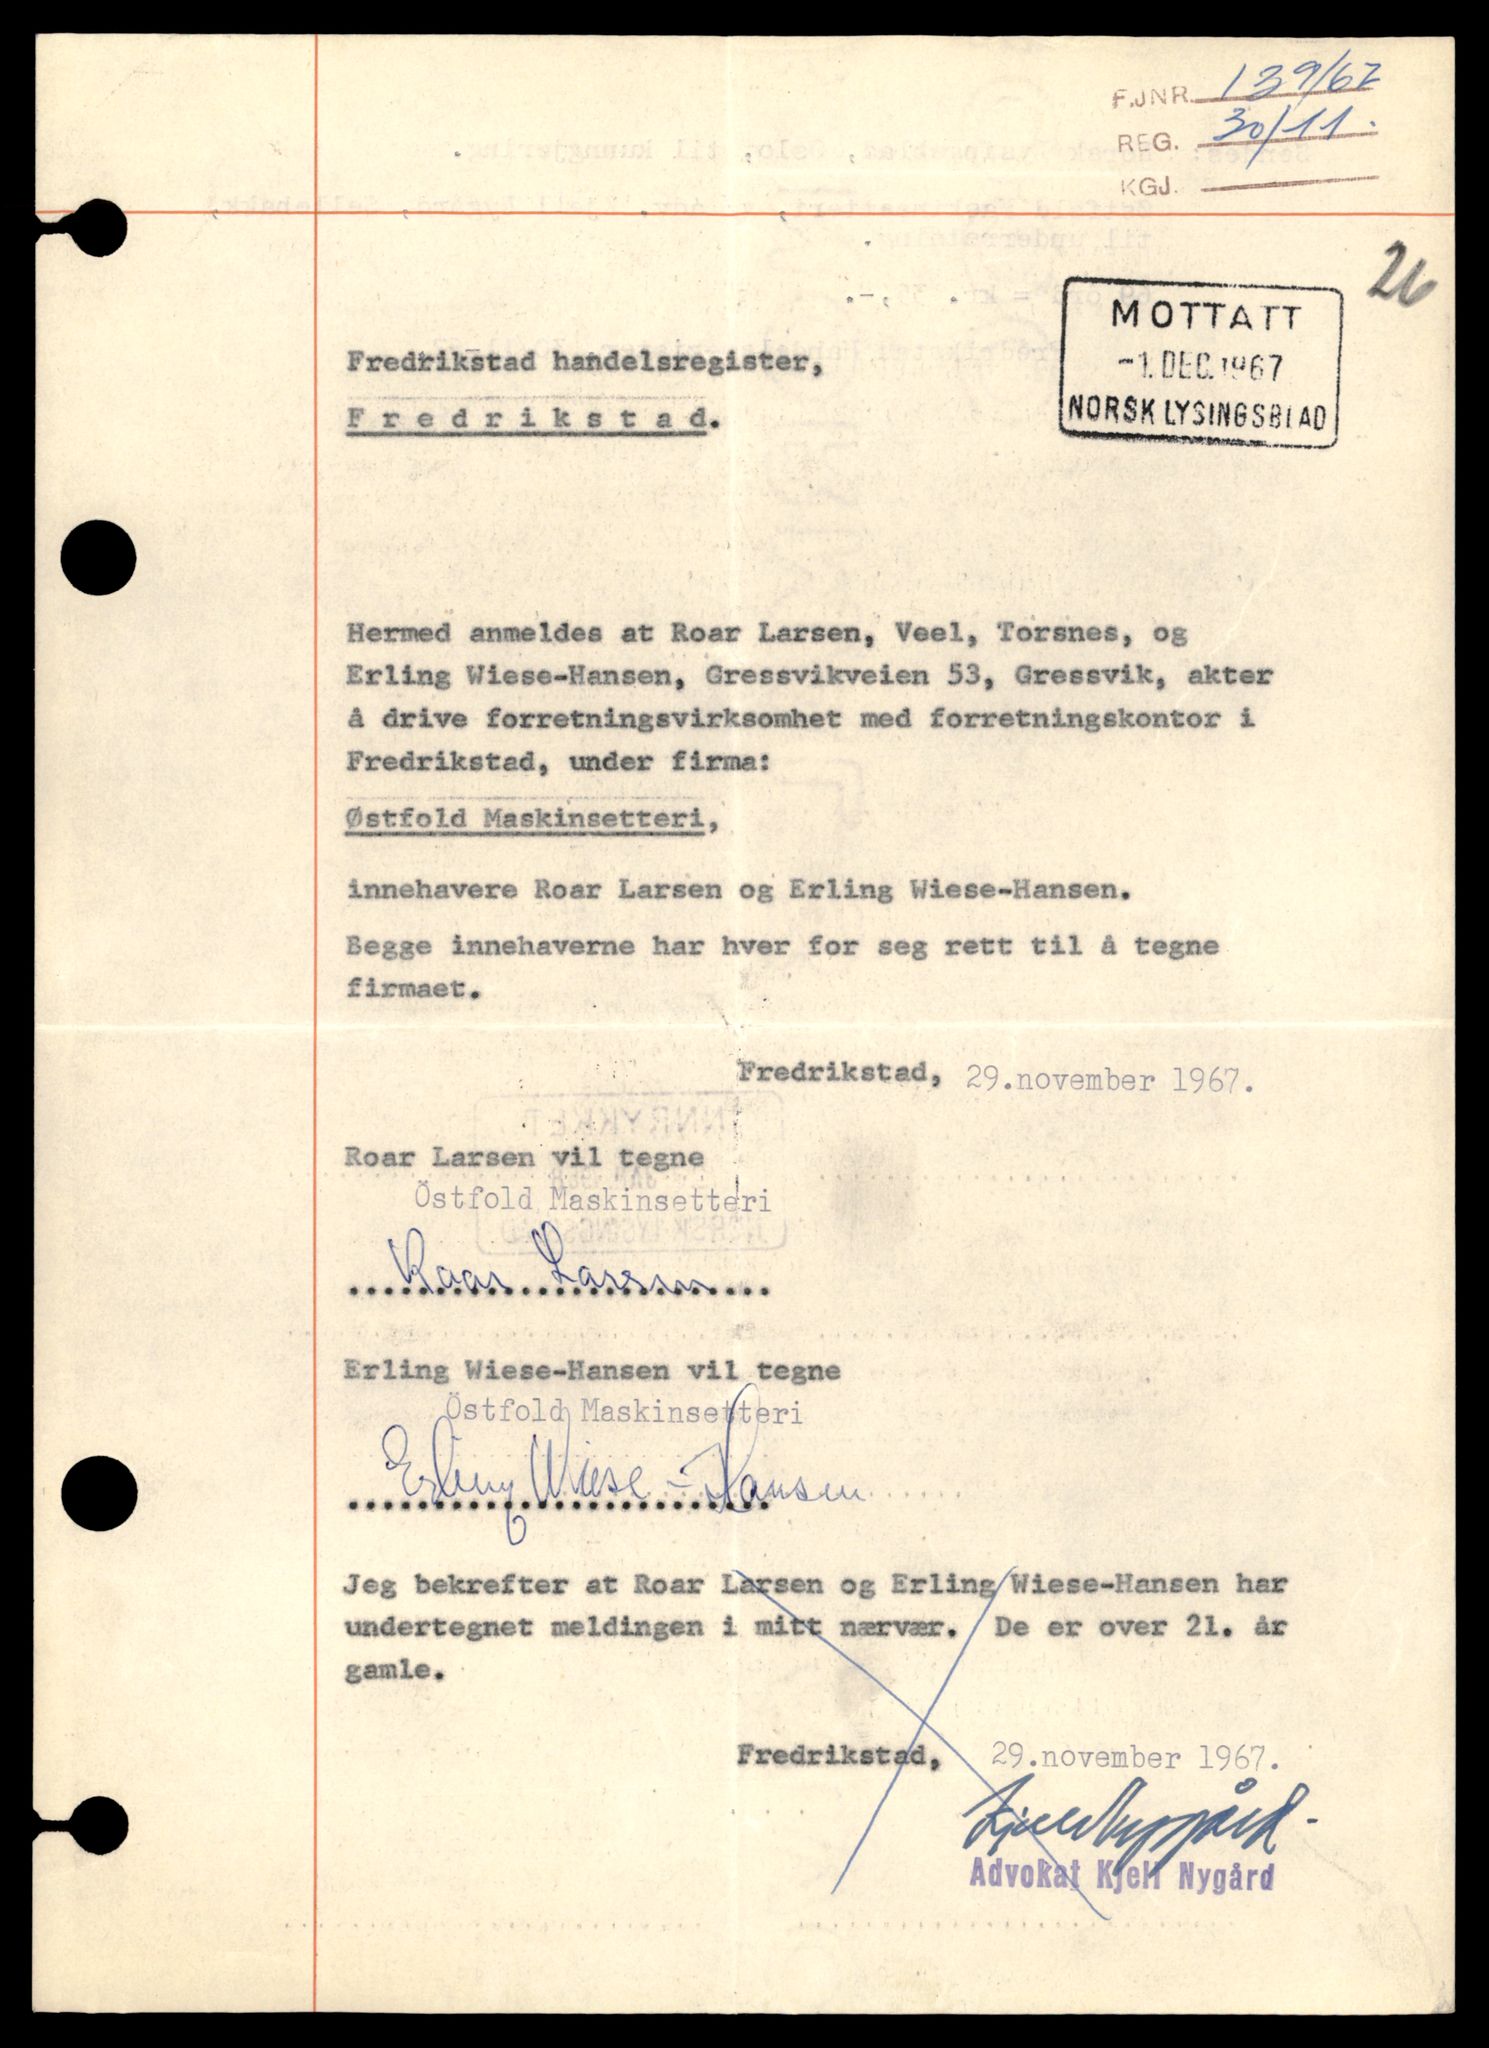 F.JNR. 139/67
REG. 30/11.
KGJ.
26
MOTTATT
-1.DEC.1967
NORSK LYSINGSBLAD
Fredrikstad handelsregister,
F r e d r i k s t a d.
Hermed anmeldes at Roar Larsen, Veel, Torsnes, og
Erling Wiese-Hansen, Gressvikveien 53, Gressvik, akter
å drive forretningsvirksomhet med forretningskontor i
Fredrikstad, under firma:
Østfold Maskinsetteri,
innehavere Roar Larsen og Erling Wiese-Hansen.
Begge innehaverne har hver for seg rett til å tegne
firmaet.
Fredrikstad, 29.november 1967.
Roar Larsen vil tegne
Östfold Maskinsetteri
Roar Larsen
Erling Wiese-Hansen vil tegne
Östfold Maskinsetteri
Erling Wiese-Hansen
Jeg bekrefter at Roar Larsen og Erling Wiese-Hansen har
undertegnet meldingen i mitt nærvær. De er over 21. år
gamle.
Fredrikstad, 29.november 1967.
Kjell Nygård
Advokat Kjell Nygård